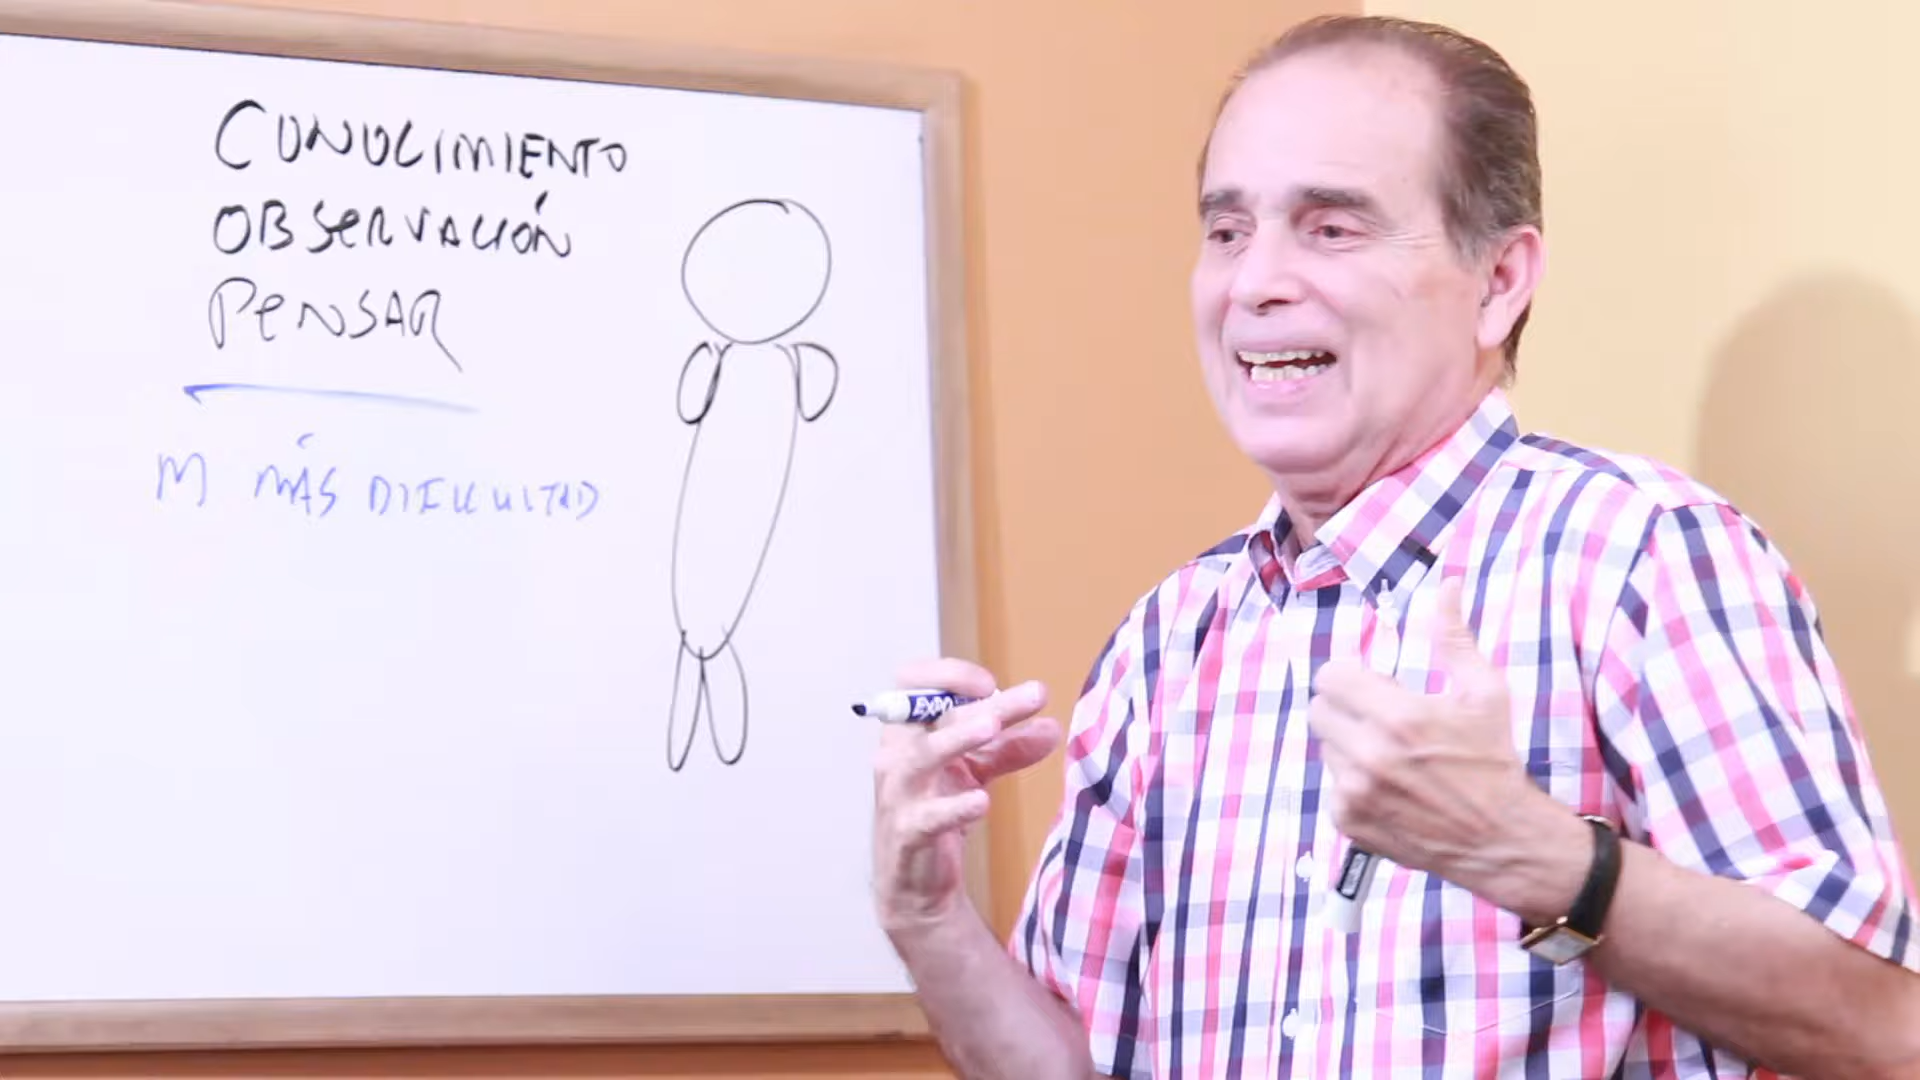 CONOCIMIENTO
OBSERVACIÓN
PENSAR
M MÁS DIFICULTAD
EXPO